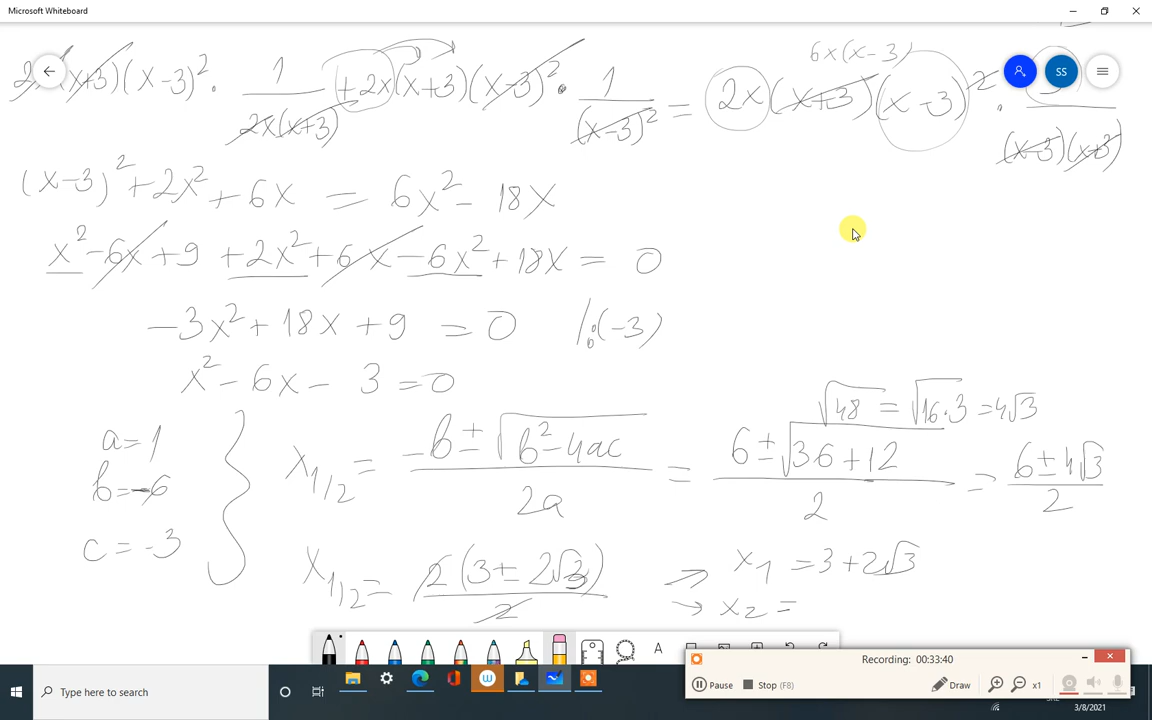 Microsoft Whiteboard
6x(x-3)
2x(x+3)(x-3)² · 1/(2x(x+3)) + 2x(x+3)(x-3)² · 1/(x-3)² = 2x(x+3)(x-3)² · 3/((x-3)(x+3))
SS
(x-3)² + 2x² + 6x = 6x² - 18x
x² - 6x + 9 + 2x² + 6x - 6x² + 18x = 0
-3x² + 18x + 9 = 0 /:(-3)
x² - 6x - 3 = 0
√48 = √16·3 = 4√3
a = 1
b = -6
c = -3
x1/2 = (-b ± √(b² - 4ac))/2a = (6 ± √(36 + 12))/2 = (6 ± 4√3)/2
x1/2 = 2(3 ± 2√3)/2 → x1 = 3 + 2√3
→ x2 =
A
Recording: 00:33:40
Pause Stop (F8) Draw x1
Type here to search
3/8/2021